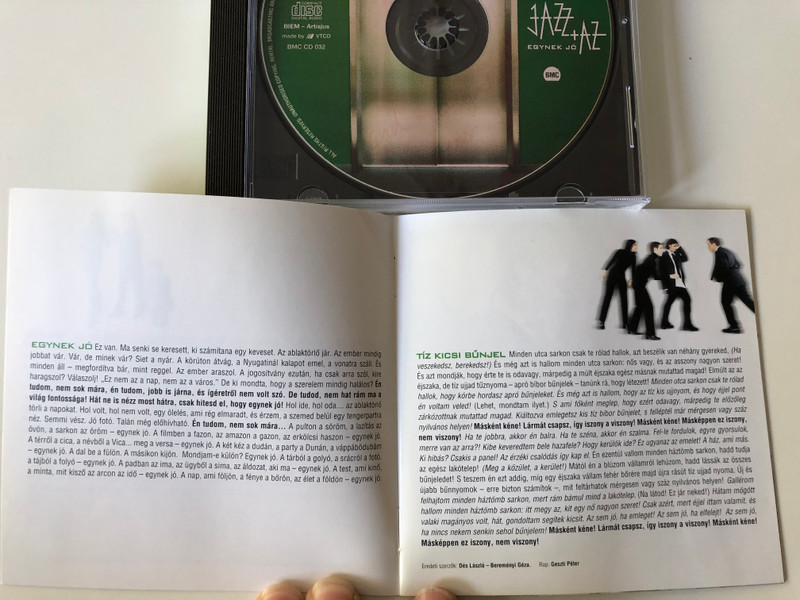 COMPACT
disc
DIGITAL AUDIO
BIEM – Artisjus
made by VTCD
BMC CD 032
JAZZ+AZ
EGYNEK JÓ
BMC
EGYNEK JÓ Ez van. Ma senki se keresett, ki számítana egy keveset. Az ablaktörlő jár. Az ember mindig
jobbat vár. Vár, de minek vár? Siet a nyár. A körúton átvág, a Nyugatinál kalapot emel, a vonatra száll. És
minden áll – megfordítva bár, mint reggel. Az ember araszol. A jogosítvány ezután, ha csak arra szól, kire
haragszol? Válaszolj! „Ez nem az a nap, nem az a város.” De ki mondta, hogy a szerelem mindig halálos? Én
tudom, nem sok mára, én tudom, jobb is járna, és ígéretről nem volt szó. De tudod, nem hat rám ma a
világ fontossága! Hát ne is nézz most hátra, csak hitesd el, hogy egynek jó! Hol ide, hol oda... az ablaktörlő
törli a napokat. Hol volt, hol nem volt, egy ölelés, ami rég elmaradt, és érzem, a szemed belül egy tengerpartra
néz. Semmi vész. Jó fotó. Talán még előhívható. Én tudom, nem sok mára... A pulton a söröm, a lazítás az
övön, a sarkon az öröm – egynek jó. A filmben a fazon, az amazon a gazon, az erkölcsi haszon – egynek jó.
A térről a cica, a névből a Vica... meg a versa – egynek jó. A két kéz a dudán, a party a Dunán, a váppábbódubám
– egynek jó. A dal be a fülön. A másikon kijön. Mondjam-e külön? Egynek jó. A tárból a golyó, a srácról a fotó,
a tájból a folyó – egynek jó. A padban az ima, az ügyből a sima, az áldozat, aki ma – egynek jó. A test, ami kínő,
a minta, mit kiszõ az arcon az idő – egynek jó. A nap, ami följön, a fénye a bőrön, az élet a földön – egynek jó.
TÍZ KICSI BŰNJEL Minden utca sarkon csak te rólad hallok, azt beszélik van néhány gyereked, (Ha
veszekedsz, berekedsz!) És még azt is hallom minden utca sarkon: nős vagy, és az asszony nagyon szeret!
És azt mondják, hogy érte te is odavagy, márpedig a múlt éjszaka egész másnak mutattad magad! Elmúlt az az
éjszaka, de tíz ujjad tűznyoma – apró bíbor bűnjelek – tanúnk rá, hogy létezett! Minden utca sarkon csak te rólad
hallok, hogy körbe hordasz apró bűnjeleket. És még azt is hallom, hogy az tíz kis ujjnyom, és hogy éjjel pont
én voltam veled! (Lehet, mondtam ilyet.) S ami főként meglep, hogy ezért odavagy, márpedig te előzőleg
zárkózottnak mutattad magad. Külttözva emlegetsz kis tíz bíbor bűnjelet, s felléptél már mérgesen vagy száz
nyilvános helyen! Másként kéne! Lármát csapsz, így iszony a viszony! Másként kéne! Másképpen ez iszony,
nem viszony! Ha te jobbra, akkor én balra. Ha te széna, akkor én szalma. Fel-le fordulok, egyre gyorsulok,
merre van az arra?! Kibe keveredtem bele hazafele? Hogy kerülök ide? Ez ugyanaz az emelet! A ház, ami más.
Ki hibás? Csakis a panel! Az érzéki csalódás így kap el. Én ezentúl vallom minden háztömb sarkon, hadd tudja
az egész lakótelep! (Meg a közület, a kerület!) Mától én a blúzom vállamról lehúzom, hadd lássák az összes
bűnjeledet! S teszem én ezt addig, míg egy éjszaka vállam fehér bőrére majd újra rásüt tíz ujjad nyoma. Új és
újabb bűnnyomok – erre bizton számítok –, mit feltárhatok mérgesen vagy száz nyilvános helyen! Gallérom
felhajtom minden háztömb sarkon, mert rám bámul mind a lakótelep. (Na látod! Ez jár neked!) Hátam mögött
hallom minden háztömb sarkon: itt megy az, kit egy nő nagyon szeret! Csak azért, mert éjjel ittam valamit, és
valaki magányos volt, hát, gondoltam segítek kicsit. Az sem jó, ha emleget! Az sem jó, ha elfelejt! Az sem jó,
ha nincs nekem senkin sehol bűnjelem! Másként kéne! Lármát csapsz, így iszony a viszony! Másként kéne!
Másképpen ez iszony, nem viszony!
Eredeti szerzők: Dés László – Bereményi Géza. Rap: Geszti Péter